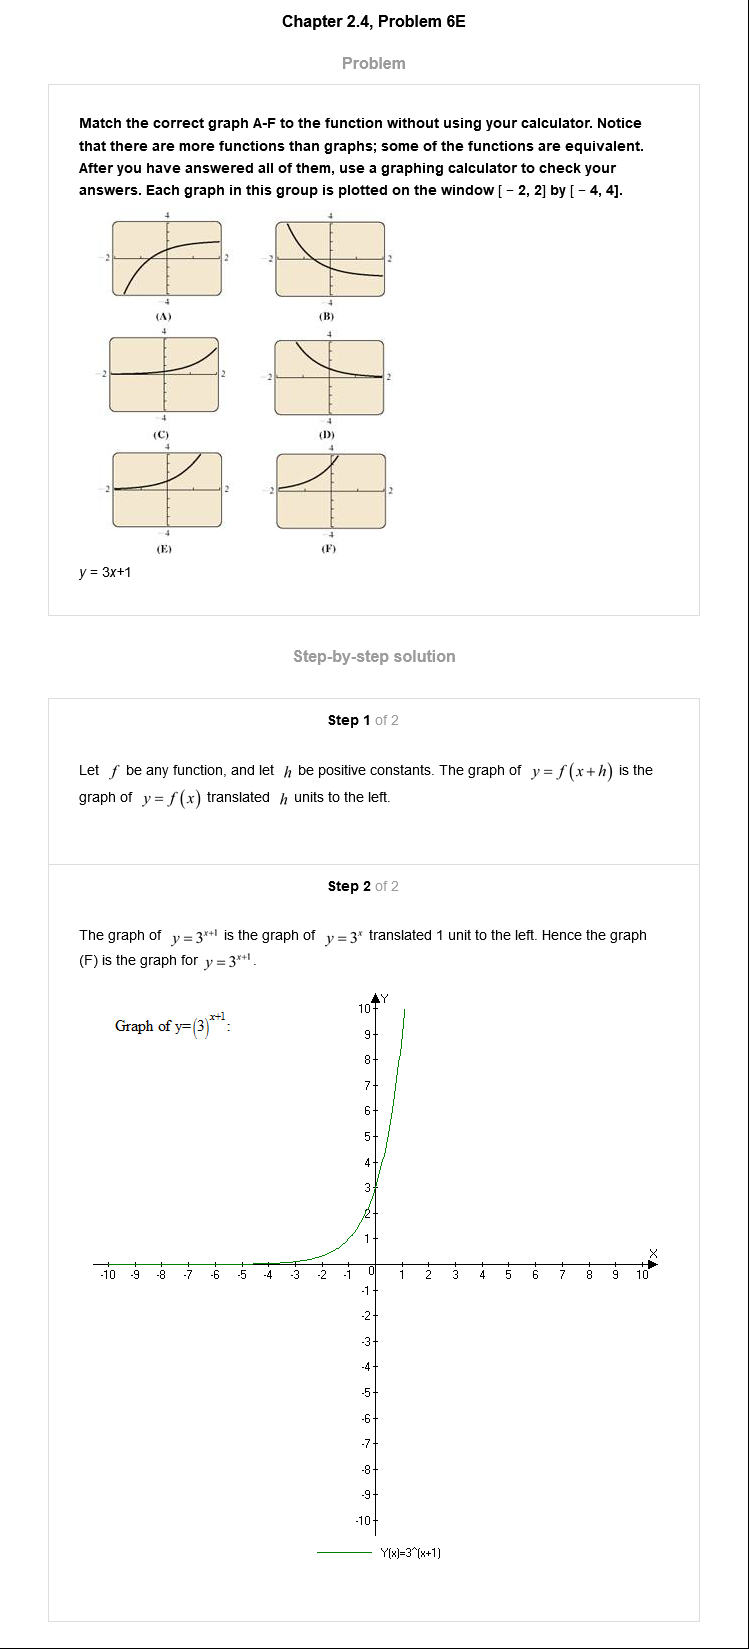 Chapter 2.4, Problem 6E
Problem
Match the correct graph A-F to the function without using your calculator. Notice
that there are more functions than graphs; some of the functions are equivalent.
After you have answered all of them, use a graphing calculator to check your
answers. Each graph in this group is plotted on the window [ − 2, 2] by [ − 4, 4].
4 4
−2 2 −2 2
−4 −4
(A) (B)
4 4
−2 2 −2 2
−4 −4
(C) (D)
4 4
−2 2 −2 2
−4 −4
(E) (F)
y = 3x+1
Step-by-step solution
Step 1 of 2
Let f be any function, and let h be positive constants. The graph of y = f(x+h) is the
graph of y = f(x) translated h units to the left.
Step 2 of 2
The graph of y = 3^{x+1} is the graph of y = 3^x translated 1 unit to the left. Hence the graph
(F) is the graph for y = 3^{x+1}.
Graph of y=(3)^{x+1}:
Y
10
9
8
7
6
5
4
3
2
1
X
-10 -9 -8 -7 -6 -5 -4 -3 -2 -1 0 1 2 3 4 5 6 7 8 9 10
-1
-2
-3
-4
-5
-6
-7
-8
-9
-10
Y(x)=3^(x+1)